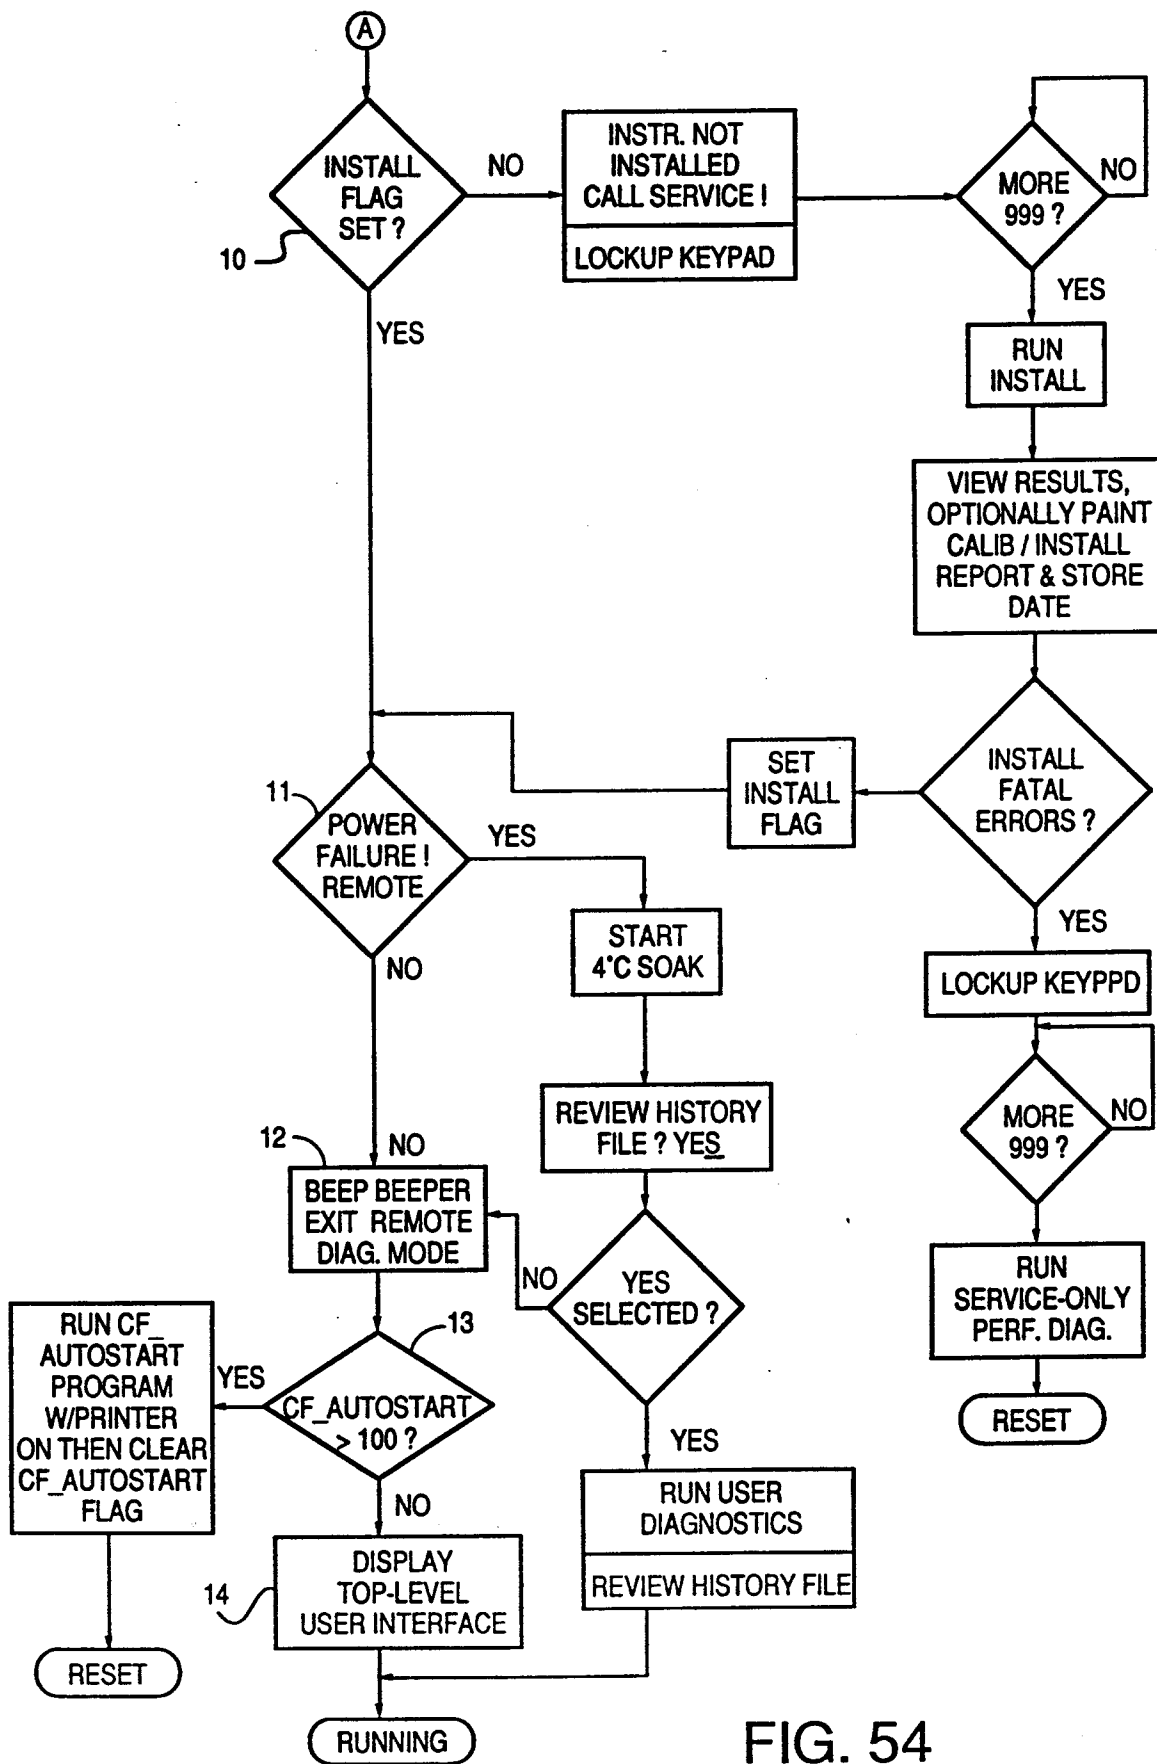 A
INSTALL
FLAG
SET ?
10
NO
YES
INSTR. NOT
INSTALLED
CALL SERVICE !
LOCKUP KEYPAD
MORE
999 ?
NO
YES
RUN
INSTALL
VIEW RESULTS,
OPTIONALLY PAINT
CALIB / INSTALL
REPORT & STORE
DATE
INSTALL
FATAL
ERRORS ?
SET
INSTALL
FLAG
YES
LOCKUP KEYPPD
MORE
999 ?
NO
RUN
SERVICE-ONLY
PERF. DIAG.
RESET
11
POWER
FAILURE !
REMOTE
YES
NO
START
4°C SOAK
REVIEW HISTORY
FILE ? YES
YES
SELECTED ?
NO
YES
RUN USER
DIAGNOSTICS
REVIEW HISTORY FILE
NO
12
BEEP BEEPER
EXIT REMOTE
DIAG. MODE
13
CF_AUTOSTART
> 100 ?
YES
NO
RUN CF_
AUTOSTART
PROGRAM
W/PRINTER
ON THEN CLEAR
CF_AUTOSTART
FLAG
RESET
14
DISPLAY
TOP-LEVEL
USER INTERFACE
RUNNING
FIG. 54